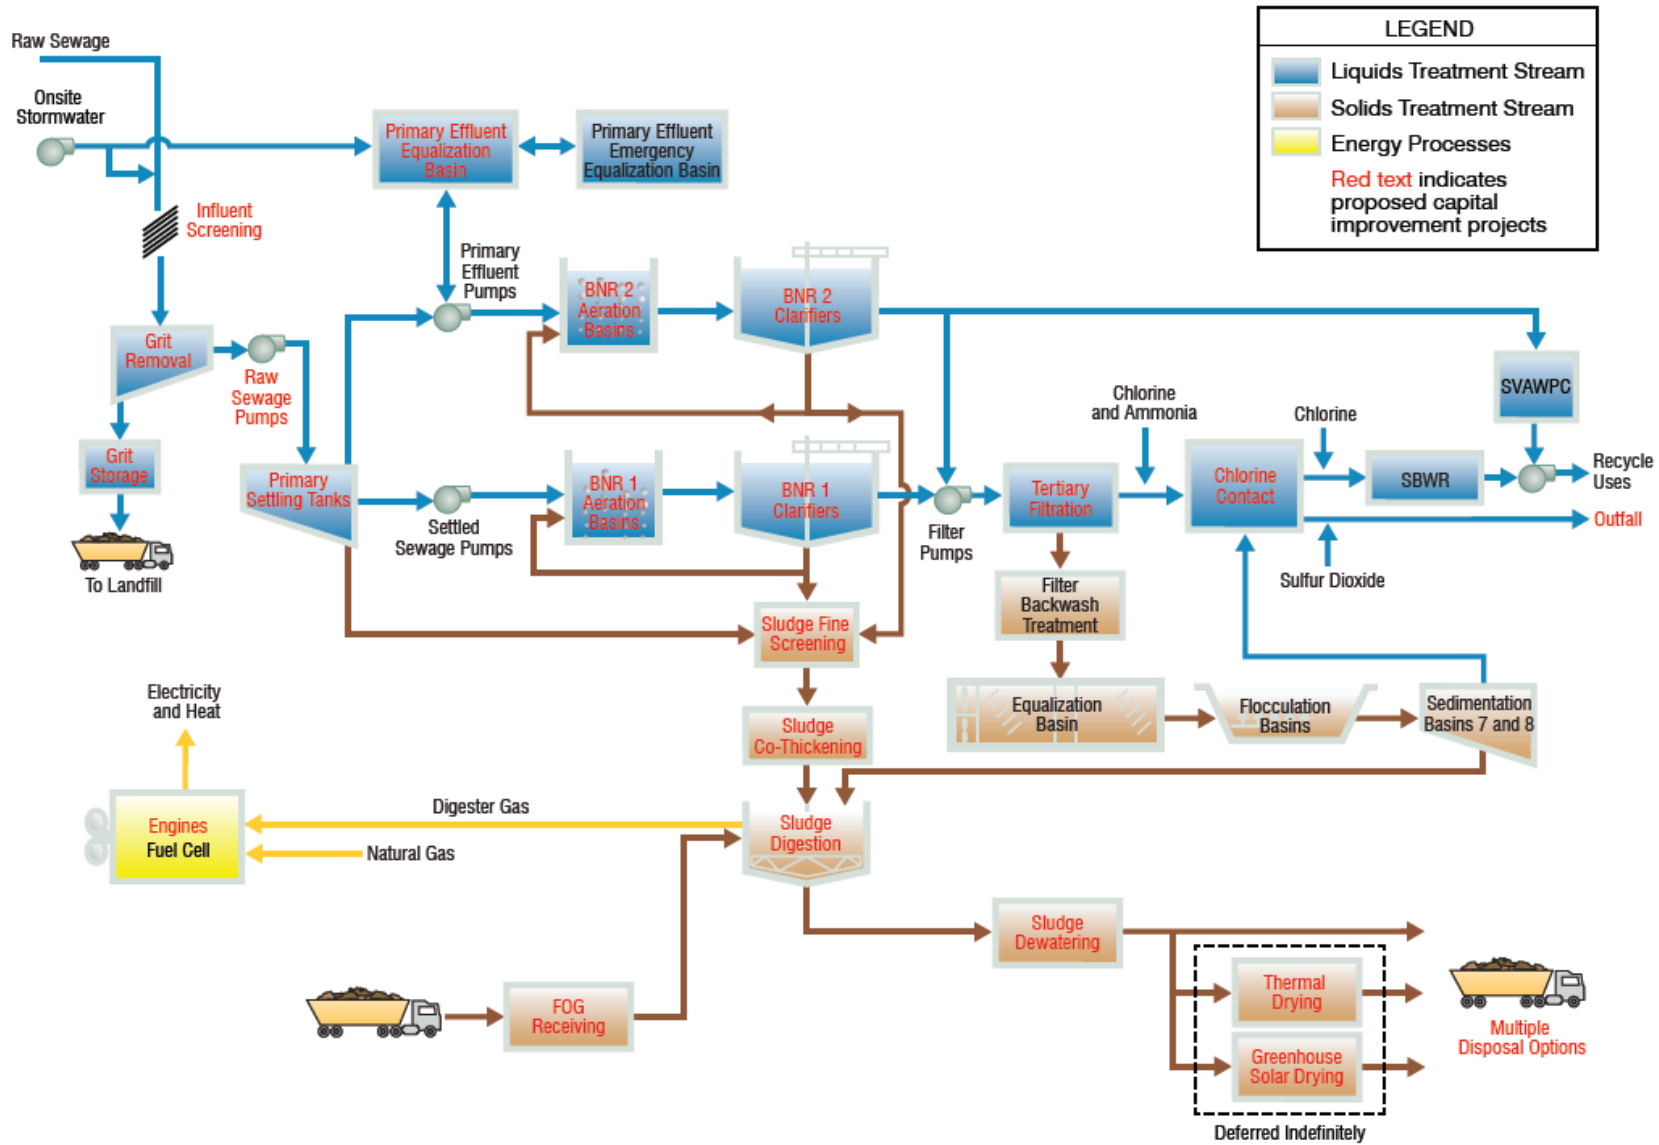 LEGEND
Liquids Treatment Stream
Solids Treatment Stream
Energy Processes
Red text indicates
proposed capital
improvement projects
Raw Sewage
Onsite
Stormwater
Influent
Screening
Primary Effluent
Equalization
Basin
Primary Effluent
Emergency
Equalization Basin
Primary
Effluent
Pumps
BNR 2
Aeration
Basins
BNR 2
Clarifiers
Grit
Removal
Raw
Sewage
Pumps
Grit
Storage
To Landfill
Primary
Settling Tanks
Settled
Sewage Pumps
BNR 1
Aeration
Basins
BNR 1
Clarifiers
Filter
Pumps
Tertiary
Filtration
Chlorine
and Ammonia
Chlorine
Contact
Chlorine
SBWR
SVAWPC
Recycle
Uses
Outfall
Sulfur Dioxide
Filter
Backwash
Treatment
Equalization
Basin
Flocculation
Basins
Sedimentation
Basins 7 and 8
Sludge Fine
Screening
Sludge
Co-Thickening
Sludge
Digestion
Electricity
and Heat
Engines
Fuel Cell
Digester Gas
Natural Gas
FOG
Receiving
Sludge
Dewatering
Thermal
Drying
Greenhouse
Solar Drying
Deferred Indefinitely
Multiple
Disposal Options